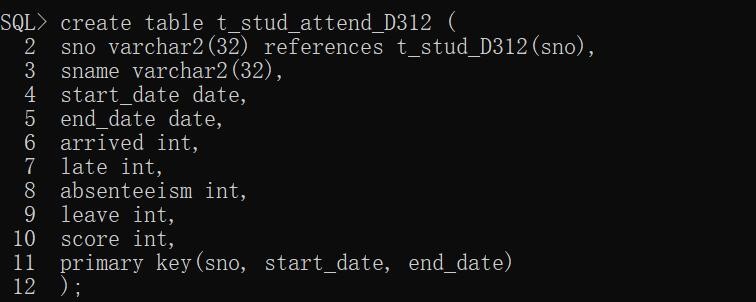 SQL> create table t_stud_attend_D312 (
  2  sno varchar2(32) references t_stud_D312(sno),
  3  sname varchar2(32),
  4  start_date date,
  5  end_date date,
  6  arrived int,
  7  late int,
  8  absenteeism int,
  9  leave int,
 10  score int,
 11  primary key(sno, start_date, end_date)
 12  );